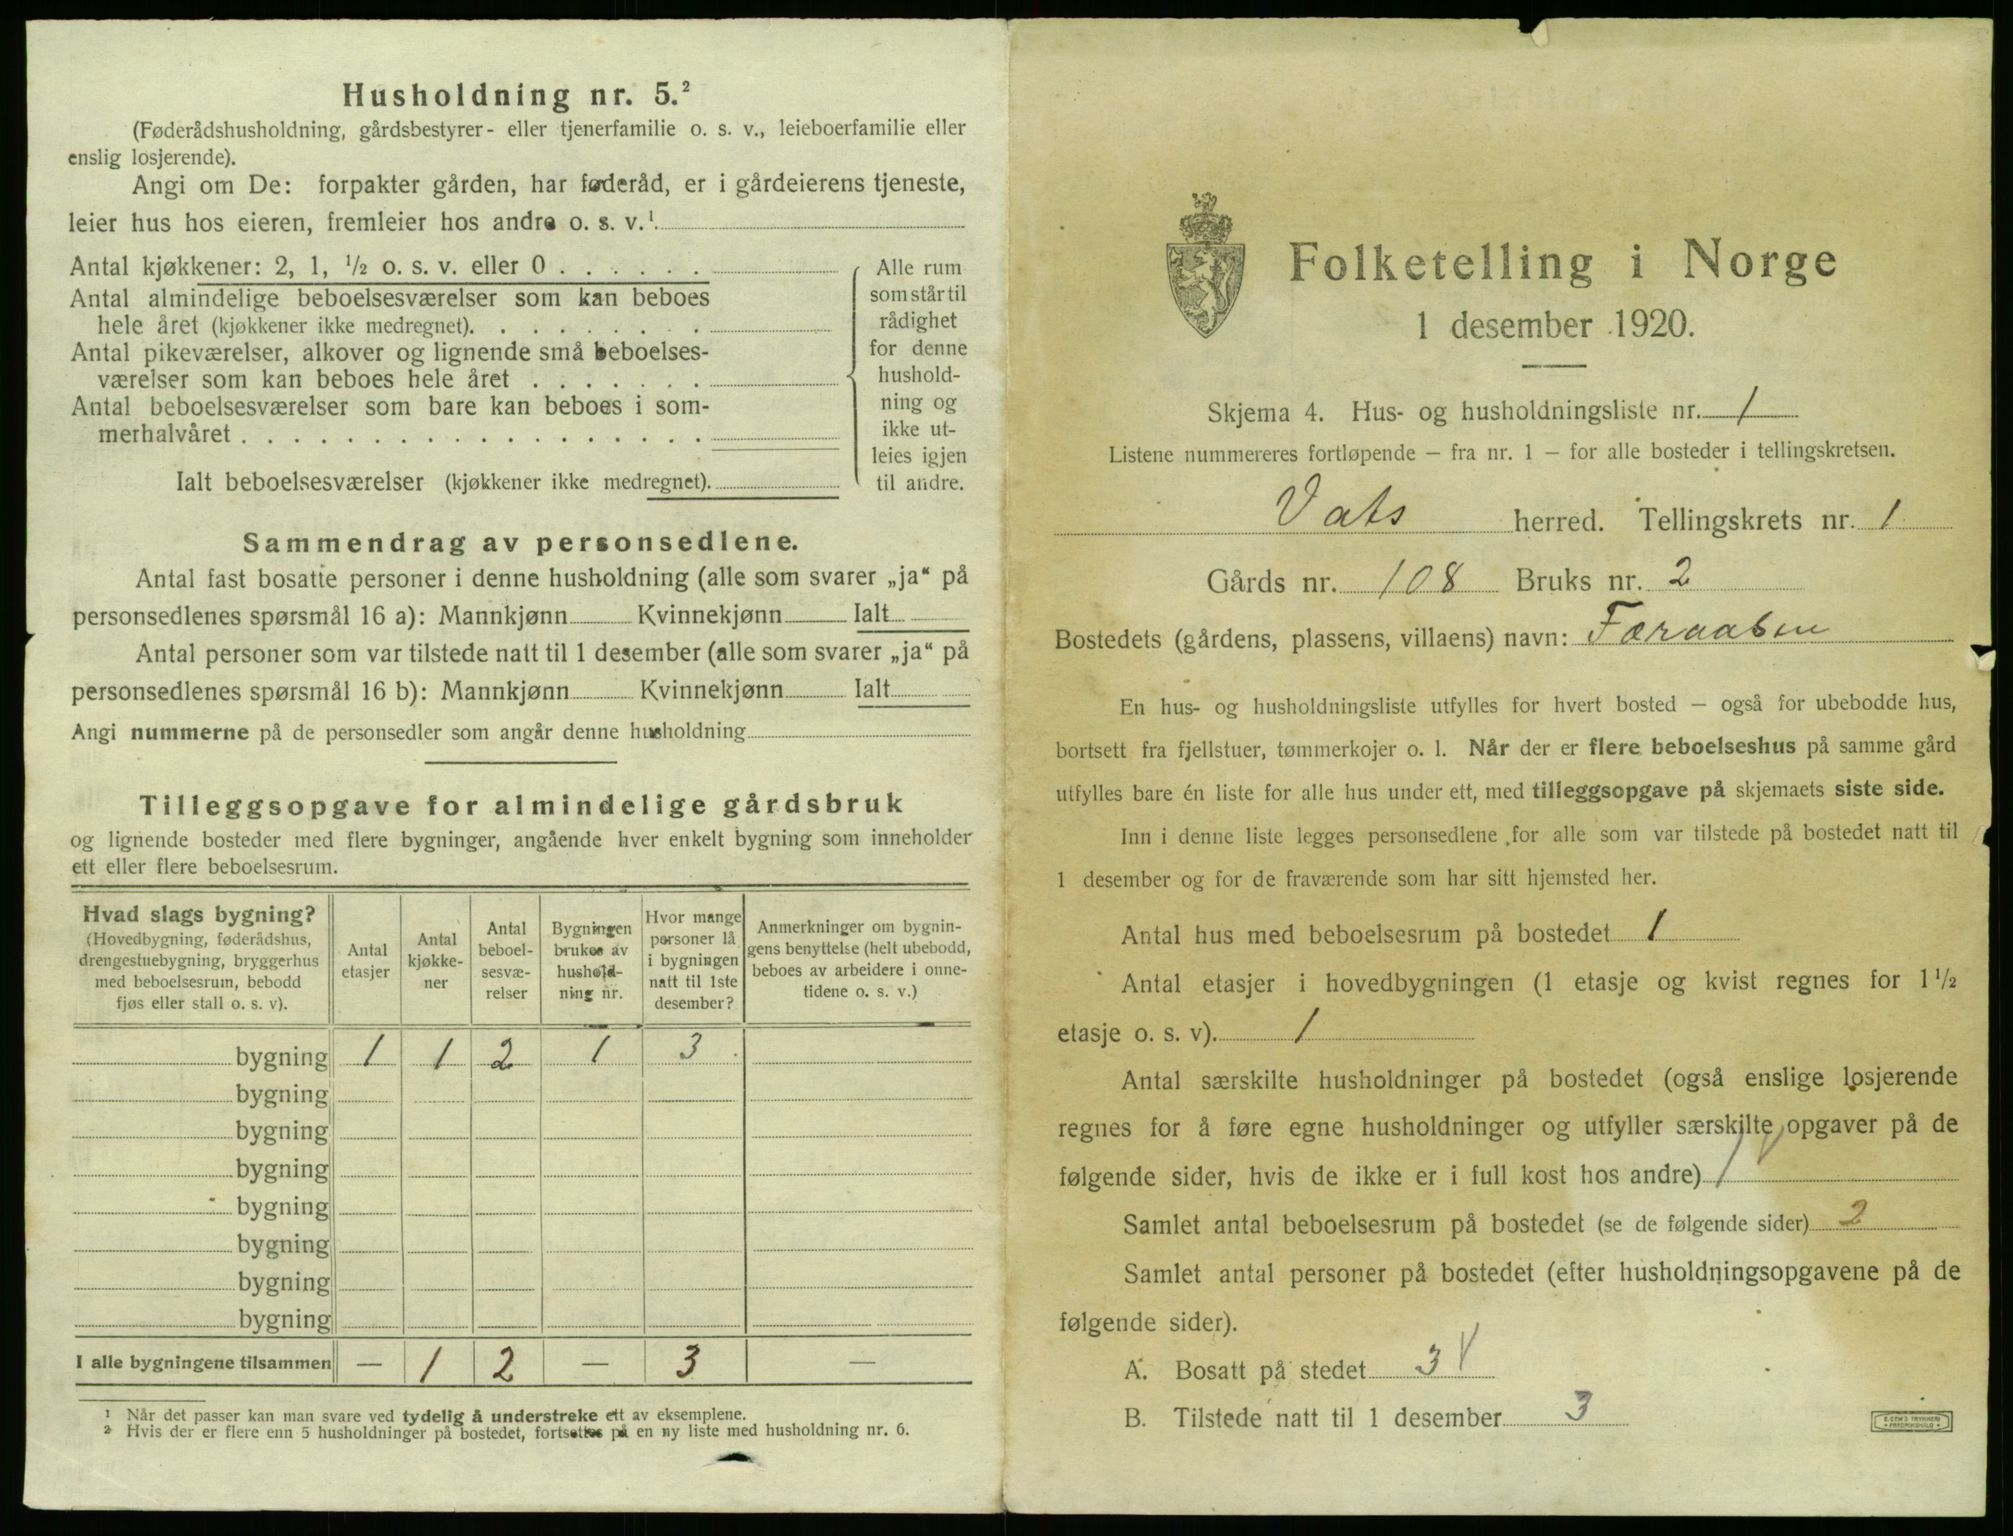 Husholdning nr. 5.²
(Føderådshusholdning, gårdsbestyrer- eller tjenerfamilie o. s. v., leieboerfamilie eller
enslig losjerende).
Angi om De: forpakter gården, har føderåd, er i gårdeierens tjeneste,
leier hus hos eieren, fremleier hos andre o. s. v.¹
Antal kjøkkener: 2, 1, ½ o. s. v. eller 0 . . . . . .
Antal almindelige beboelsesværelser som kan beboes
hele året (kjøkkener ikke medregnet). . . . . . . . .
Antal pikeværelser, alkover og lignende små beboelses-
værelser som kan beboes hele året . . . . . . .
Antal beboelsesværelser som bare kan beboes i som-
merhalvåret . . . . . . . . . . . . . . . . . .
Ialt beboelsesværelser (kjøkkener ikke medregnet).
Alle rum
som står til
rådighet
for denne
hushold-
ning og
ikke ut-
leies igjen
til andre.
Sammendrag av personsedlene.
Antal fast bosatte personer i denne husholdning (alle som svarer „ja“ på
personsedlenes spørsmål 16 a): Mannkjønn Kvinnekjønn Ialt
Antal personer som var tilstede natt til 1 desember (alle som svarer „ja“ på
personsedlenes spørsmål 16 b): Mannkjønn Kvinnekjønn Ialt
Angi nummerne på de personsedler som angår denne husholdning
Tilleggsopgave for almindelige gårdsbruk
og lignende bosteder med flere bygninger, angående hver enkelt bygning som inneholder
ett eller flere beboelsesrum.
Hvad slags bygning?
(Hovedbygning, føderådshus,
drengestuebygning, bryggerhus
med beboelsesrum, bebodd
fjøs eller stall o. s. v).
Antal
etasjer
Antal
kjøkke-
ner
Antal
beboel-
sesvæ-
relser
Bygningen
brukes av
hushold-
ning nr.
Hvor mange
personer lå
i bygningen
natt til 1ste
desember?
Anmerkninger om bygnin-
gens benyttelse (helt ubebodd,
beboes av arbeidere i onne-
tidene o. s. v.)
bygning 1 1 2 1 3
bygning
bygning
bygning
bygning
bygning
bygning
bygning
I alle bygningene tilsammen — 1 2 — 3 —
¹ Når det passer kan man svare ved tydelig å understreke ett av eksemplene.
² Hvis der er flere enn 5 husholdninger på bostedet, fortsettes på en ny liste med husholdning nr. 6.
Folketelling i Norge
1 desember 1920.
Skjema 4. Hus- og husholdningsliste nr. 1
Listene nummereres fortløpende — fra nr. 1 — for alle bosteder i tellingskretsen.
Vats herred. Tellingskrets nr. 1
Gårds nr. 108 Bruks nr. 2
Bostedets (gårdens, plassens, villaens) navn: Færaasen
En hus- og husholdningsliste utfylles for hvert bosted — også for ubebodde hus,
bortsett fra fjellstuer, tømmerkojer o. l. Når der er flere beboelseshus på samme gård
utfylles bare én liste for alle hus under ett, med tilleggsopgave på skjemaets siste side.
Inn i denne liste legges personsedlene for alle som var tilstede på bostedet natt til
1 desember og for de fraværende som har sitt hjemsted her.
Antal hus med beboelsesrum på bostedet 1
Antal etasjer i hovedbygningen (1 etasje og kvist regnes for 1½
etasje o. s. v). 1
Antal særskilte husholdninger på bostedet (også enslige losjerende
regnes for å føre egne husholdninger og utfyller særskilte opgaver på de
følgende sider, hvis de ikke er i full kost hos andre) 1
Samlet antal beboelsesrum på bostedet (se de følgende sider) 2
Samlet antal personer på bostedet (efter husholdningsopgavene på de
følgende sider).
A. Bosatt på stedet 3
B. Tilstede natt til 1 desember 3